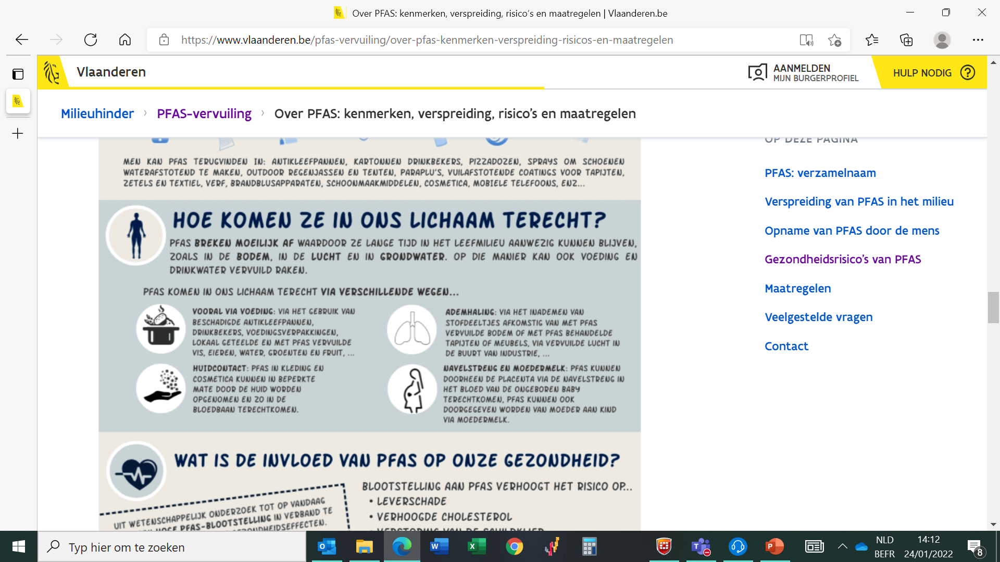 Over PFAS: kenmerken, verspreiding, risico's en maatregelen | Vlaanderen.be
https://www.vlaanderen.be/pfas-vervuiling/over-pfas-kenmerken-verspreiding-risicos-en-maatregelen
Vlaanderen
AANMELDEN
MIJN BURGERPROFIEL
HULP NODIG ?
Milieuhinder > PFAS-vervuiling > Over PFAS: kenmerken, verspreiding, risico's en maatregelen
MEN KAN PFAS TERUGVINDEN IN: ANTIKLEEFPANNEN, KARTONNEN DRINKBEKERS, PIZZADOZEN, SPRAYS OM SCHOENEN
WATERAFSTOTEND TE MAKEN, OUTDOOR REGENJASSEN EN TENTEN, PARAPLU'S, VUILAFSTOTENDE COATINGS VOOR TAPIJTEN,
ZETELS EN TEXTIEL, VERF, BRANDBLUSAPPARATEN, SCHOONMAAKMIDDELEN, COSMETICA, MOBIELE TELEFOONS, ENZ...
HOE KOMEN ZE IN ONS LICHAAM TERECHT?
PFAS BREKEN MOEILIJK AF WAARDOOR ZE LANGE TIJD IN HET LEEFMILIEU AANWEZIG KUNNEN BLIJVEN,
ZOALS IN DE BODEM, IN DE LUCHT EN IN GRONDWATER. OP DIE MANIER KAN OOK VOEDING EN
DRINKWATER VERVUILD RAKEN.
PFAS KOMEN IN ONS LICHAAM TERECHT VIA VERSCHILLENDE WEGEN...
VOORAL VIA VOEDING: VIA HET GEBRUIK VAN
BESCHADIGDE ANTIKLEEFPANNEN,
DRINKBEKERS, VOEDINGSVERPAKKINGEN,
LOKAAL GETEELDE EN MET PFAS VERVUILDE
VIS, EIEREN, WATER, GROENTEN EN FRUIT, ...
ADEMHALING: VIA HET INADEMEN VAN
STOFDEELTJES AFKOMSTIG VAN MET PFAS
VERVUILDE BODEM OF MET PFAS BEHANDELDE
TAPIJTEN OF MEUBELS, VIA VERVUILDE LUCHT IN
DE BUURT VAN INDUSTRIE, ...
HUIDCONTACT: PFAS IN KLEDING EN
COSMETICA KUNNEN IN BEPERKTE
MATE DOOR DE HUID WORDEN
OPGENOMEN EN ZO IN DE
BLOEDBAAN TERECHTKOMEN.
NAVELSTRENG EN MOEDERMELK: PFAS KUNNEN
DOORHEEN DE PLACENTA VIA DE NAVELSTRENG IN
HET BLOED VAN DE ONGEBOREN BABY
TERECHTKOMEN, PFAS KUNNEN OOK
DOORGEGEVEN WORDEN VAN MOEDER AAN KIND
VIA MOEDERMELK.
WAT IS DE INVLOED VAN PFAS OP ONZE GEZONDHEID?
UIT WETENSCHAPPELIJK ONDERZOEK TOT OP VANDAAG
HOGE PFAS-BLOOTSTELLING IN VERBAND TE
GEZONDHEIDSEFFECTEN.
BLOOTSTELLING AAN PFAS VERHOOGT HET RISICO OP...
• LEVERSCHADE
• VERHOOGDE CHOLESTEROL
• VERSTORING VAN DE SCHILDKLIER
OP DEZE PAGINA
PFAS: verzamelnaam
Verspreiding van PFAS in het milieu
Opname van PFAS door de mens
Gezondheidsrisico's van PFAS
Maatregelen
Veelgestelde vragen
Contact
Typ hier om te zoeken
NLD
BEFR
14:12
24/01/2022
8